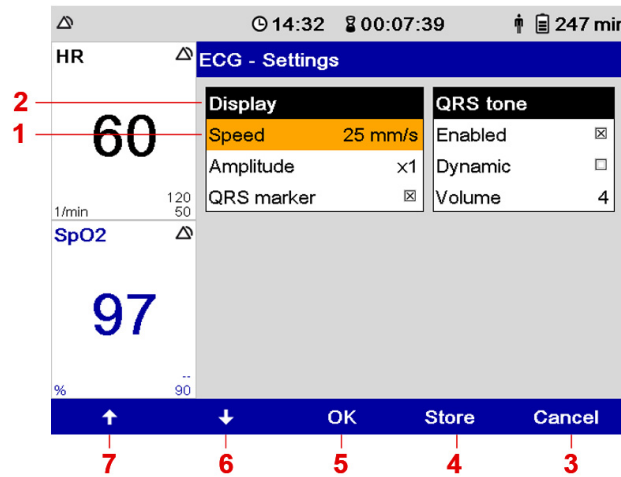 14:32 00:07:39 247 min
HR
60
120
1/min 50
SpO2
97
--
% 90
ECG - Settings
Display
Speed 25 mm/s
Amplitude x1
QRS marker ☒
QRS tone
Enabled ☒
Dynamic ☐
Volume 4
↑ ↓ OK Store Cancel
2
1
7 6 5 4 3